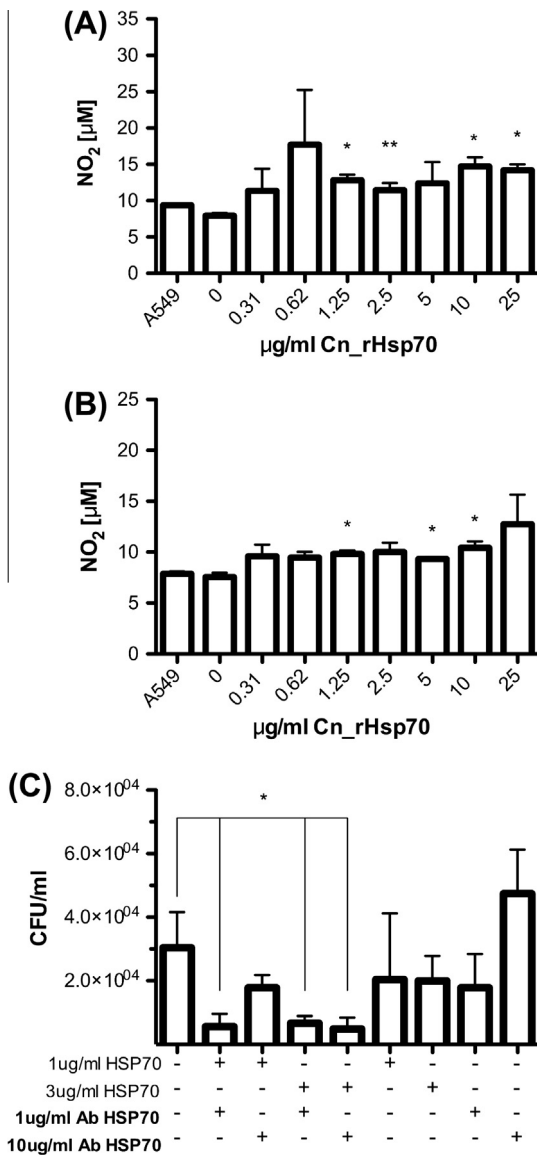 (A)
35
30
25
20
15
10
5
0
NO2 [µM]
* ** * *
A549 0 0.31 0.62 1.25 2.5 5 10 25
µg/ml Cn_rHsp70
(B)
25
20
15
10
5
0
NO2 [µM]
* * *
A549 0 0.31 0.62 1.25 2.5 5 10 25
µg/ml Cn_rHsp70
(C)
8.0×10^04
6.0×10^04
4.0×10^04
2.0×10^04
CFU/ml
*
1ug/ml HSP70 - + + - - + - - -
3ug/ml HSP70 - - - + + - + - -
1ug/ml Ab HSP70 - + - + - - - + -
10ug/ml Ab HSP70 - - + - + - - - +